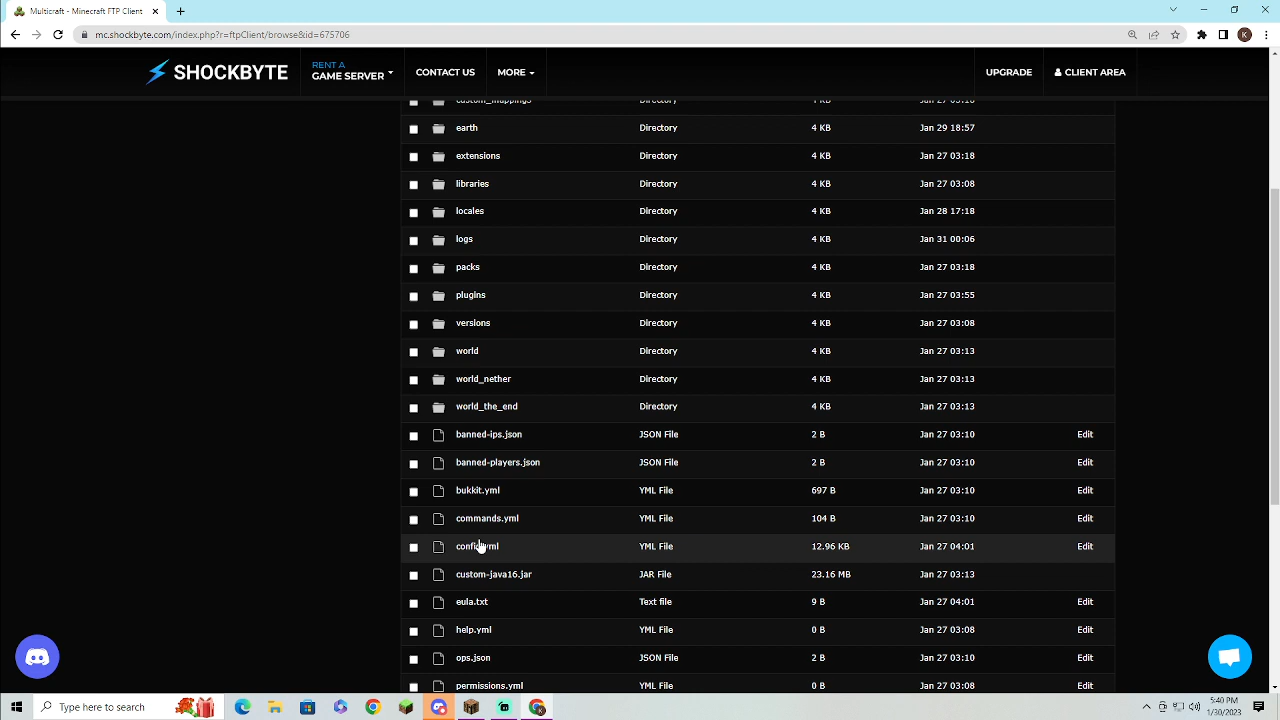 Multicraft - Minecraft FTP Client
mc.shockbyte.com/index.php?r=ftpClient/browse&id=675706
K
SHOCKBYTE
RENT A
GAME SERVER
CONTACT US
MORE
UPGRADE
CLIENT AREA
custom_mappings Directory 4 KB Jan 27 03:18
earth Directory 4 KB Jan 29 18:57
extensions Directory 4 KB Jan 27 03:18
libraries Directory 4 KB Jan 27 03:08
locales Directory 4 KB Jan 28 17:18
logs Directory 4 KB Jan 31 00:06
packs Directory 4 KB Jan 27 03:18
plugins Directory 4 KB Jan 27 03:55
versions Directory 4 KB Jan 27 03:08
world Directory 4 KB Jan 27 03:13
world_nether Directory 4 KB Jan 27 03:13
world_the_end Directory 4 KB Jan 27 03:13
banned-ips.json JSON File 2 B Jan 27 03:10 Edit
banned-players.json JSON File 2 B Jan 27 03:10 Edit
bukkit.yml YML File 697 B Jan 27 03:10 Edit
commands.yml YML File 104 B Jan 27 03:10 Edit
config.yml YML File 12.96 KB Jan 27 04:01 Edit
custom-java16.jar JAR File 23.16 MB Jan 27 03:13
eula.txt Text file 9 B Jan 27 04:01 Edit
help.yml YML File 0 B Jan 27 03:08 Edit
ops.json JSON File 2 B Jan 27 03:10 Edit
permissions.yml YML File 0 B Jan 27 03:08 Edit
Type here to search
5:40 PM
1/30/2023